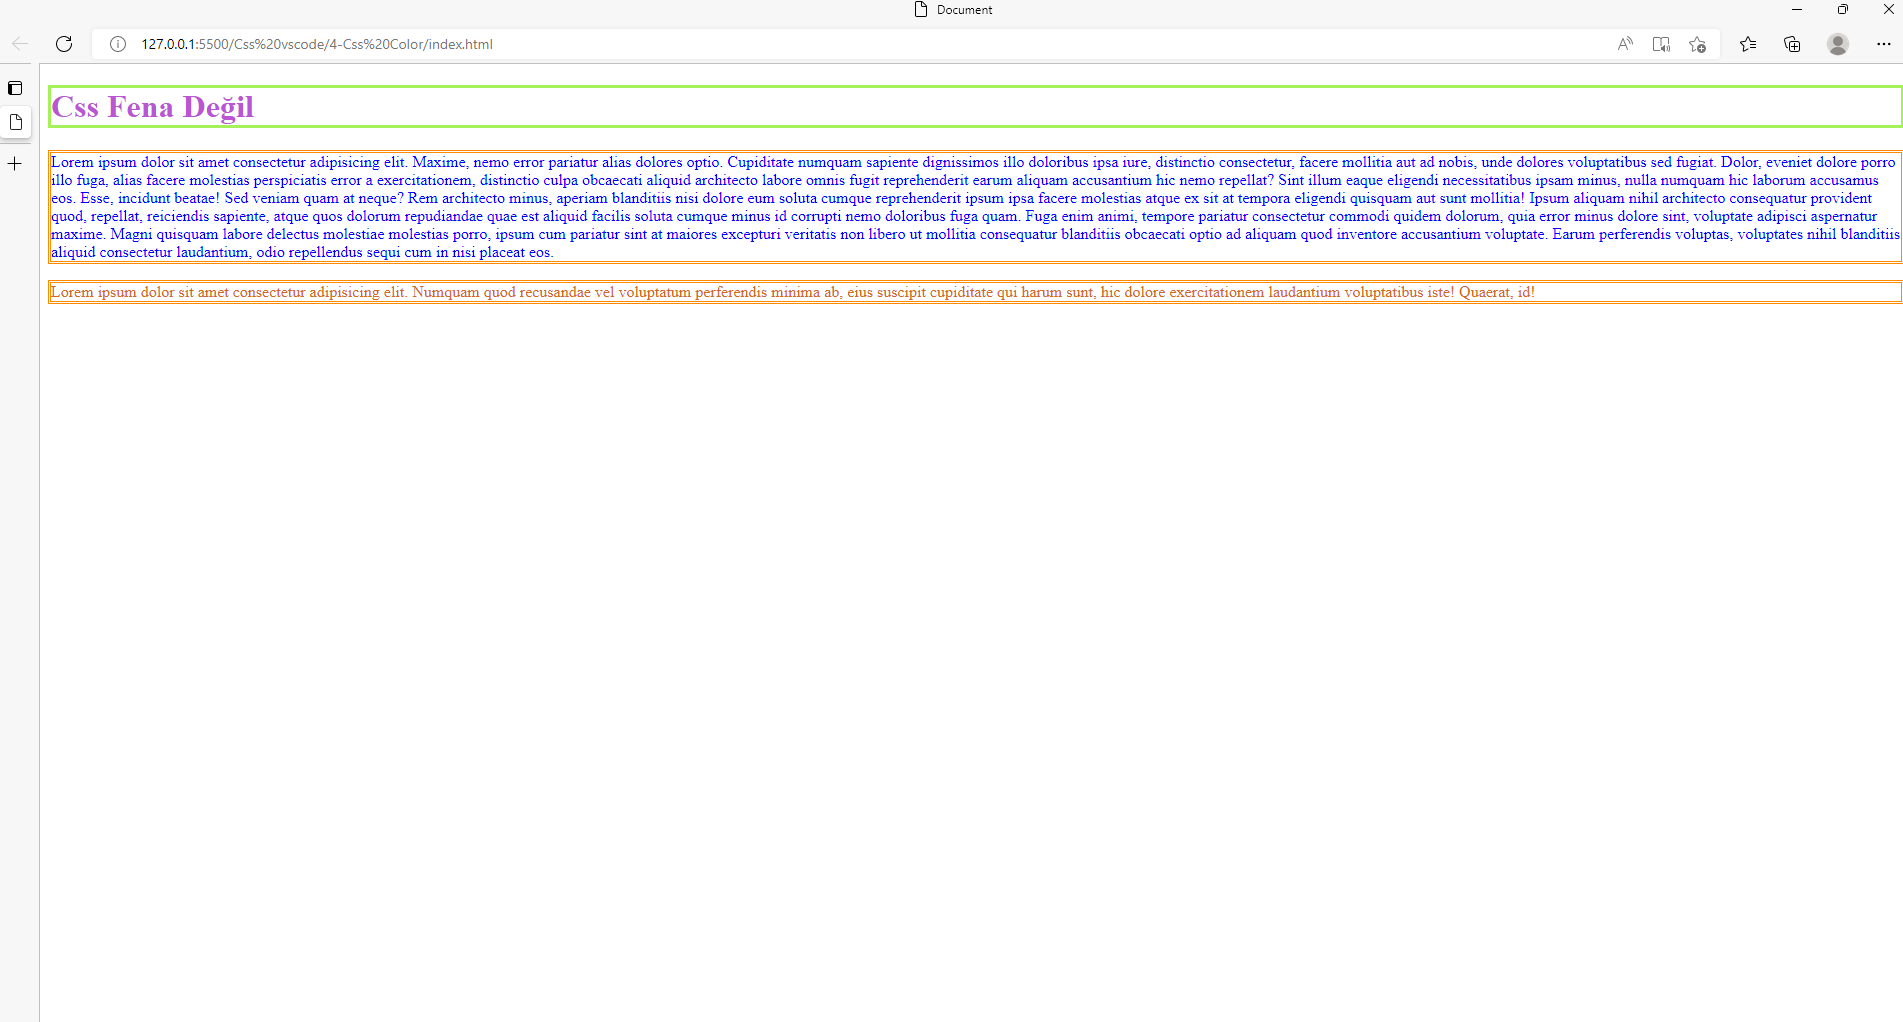 Document
127.0.0.1:5500/Css%20vscode/4-Css%20Color/index.html
Css Fena Değil
Lorem ipsum dolor sit amet consectetur adipisicing elit. Maxime, nemo error pariatur alias dolores optio. Cupiditate numquam sapiente dignissimos illo doloribus ipsa iure, distinctio consectetur, facere mollitia aut ad nobis, unde dolores voluptatibus sed fugiat. Dolor, eveniet dolore porro
illo fuga, alias facere molestias perspiciatis error a exercitationem, distinctio culpa obcaecati aliquid architecto labore omnis fugit reprehenderit earum aliquam accusantium hic nemo repellat? Sint illum eaque eligendi necessitatibus ipsam minus, nulla numquam hic laborum accusamus
eos. Esse, incidunt beatae! Sed veniam quam at neque? Rem architecto minus, aperiam blanditiis nisi dolore eum soluta cumque reprehenderit ipsum ipsa facere molestias atque ex sit at tempora eligendi quisquam aut sunt mollitia! Ipsum aliquam nihil architecto consequatur provident
quod, repellat, reiciendis sapiente, atque quos dolorum repudiandae quae est aliquid facilis soluta cumque minus id corrupti nemo doloribus fuga quam. Fuga enim animi, tempore pariatur consectetur commodi quidem dolorum, quia error minus dolore sint, voluptate adipisci aspernatur
maxime. Magni quisquam labore delectus molestiae molestias porro, ipsum cum pariatur sint at maiores excepturi veritatis non libero ut mollitia consequatur blanditiis obcaecati optio ad aliquam quod inventore accusantium voluptate. Earum perferendis voluptas, voluptates nihil blanditiis
aliquid consectetur laudantium, odio repellendus sequi cum in nisi placeat eos.
Lorem ipsum dolor sit amet consectetur adipisicing elit. Numquam quod recusandae vel voluptatum perferendis minima ab, eius suscipit cupiditate qui harum sunt, hic dolore exercitationem laudantium voluptatibus iste! Quaerat, id!